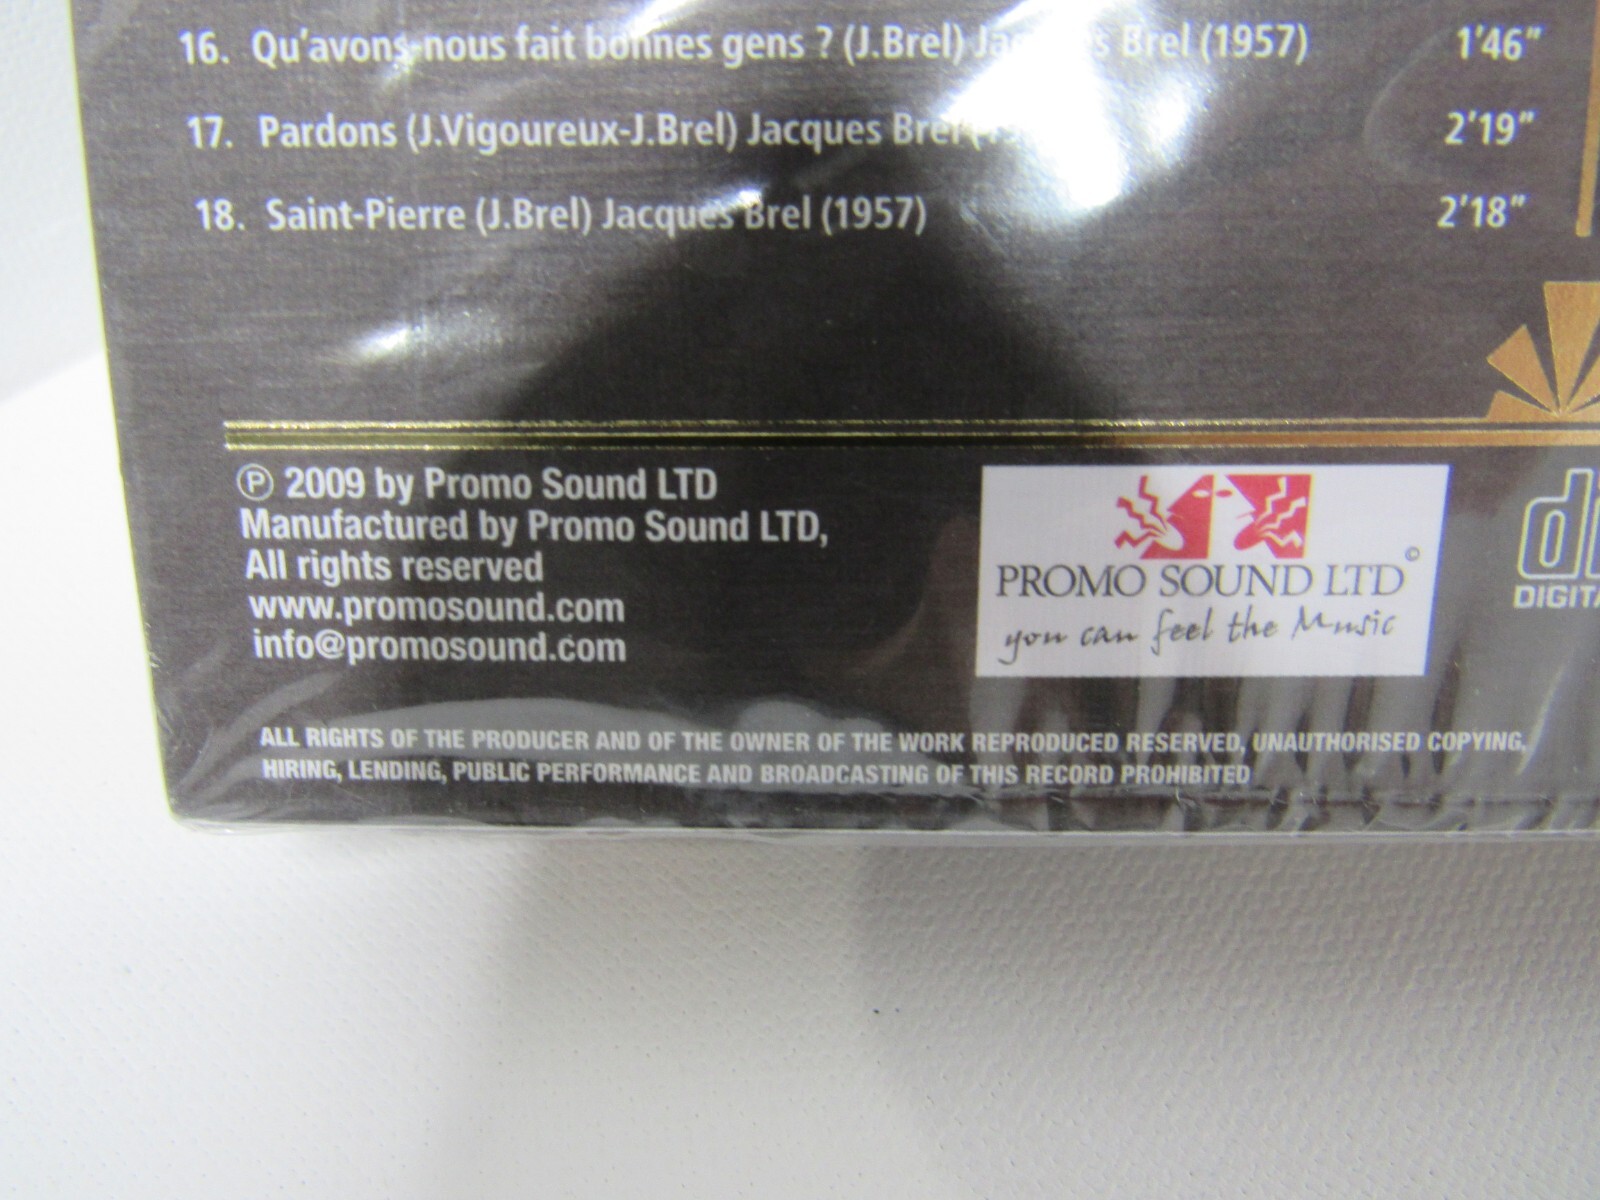 16. Qu'avons-nous fait bonnes gens ? (J.Brel) Jacques Brel (1957) 1'46"
17. Pardons (J.Vigoureux-J.Brel) Jacques Brel 2'19"
18. Saint-Pierre (J.Brel) Jacques Brel (1957) 2'18"
℗ 2009 by Promo Sound LTD
Manufactured by Promo Sound LTD,
All rights reserved
www.promosound.com
info@promosound.com
PROMO SOUND LTD©
you can feel the Music
ALL RIGHTS OF THE PRODUCER AND OF THE OWNER OF THE WORK REPRODUCED RESERVED, UNAUTHORISED COPYING,
HIRING, LENDING, PUBLIC PERFORMANCE AND BROADCASTING OF THIS RECORD PROHIBITED